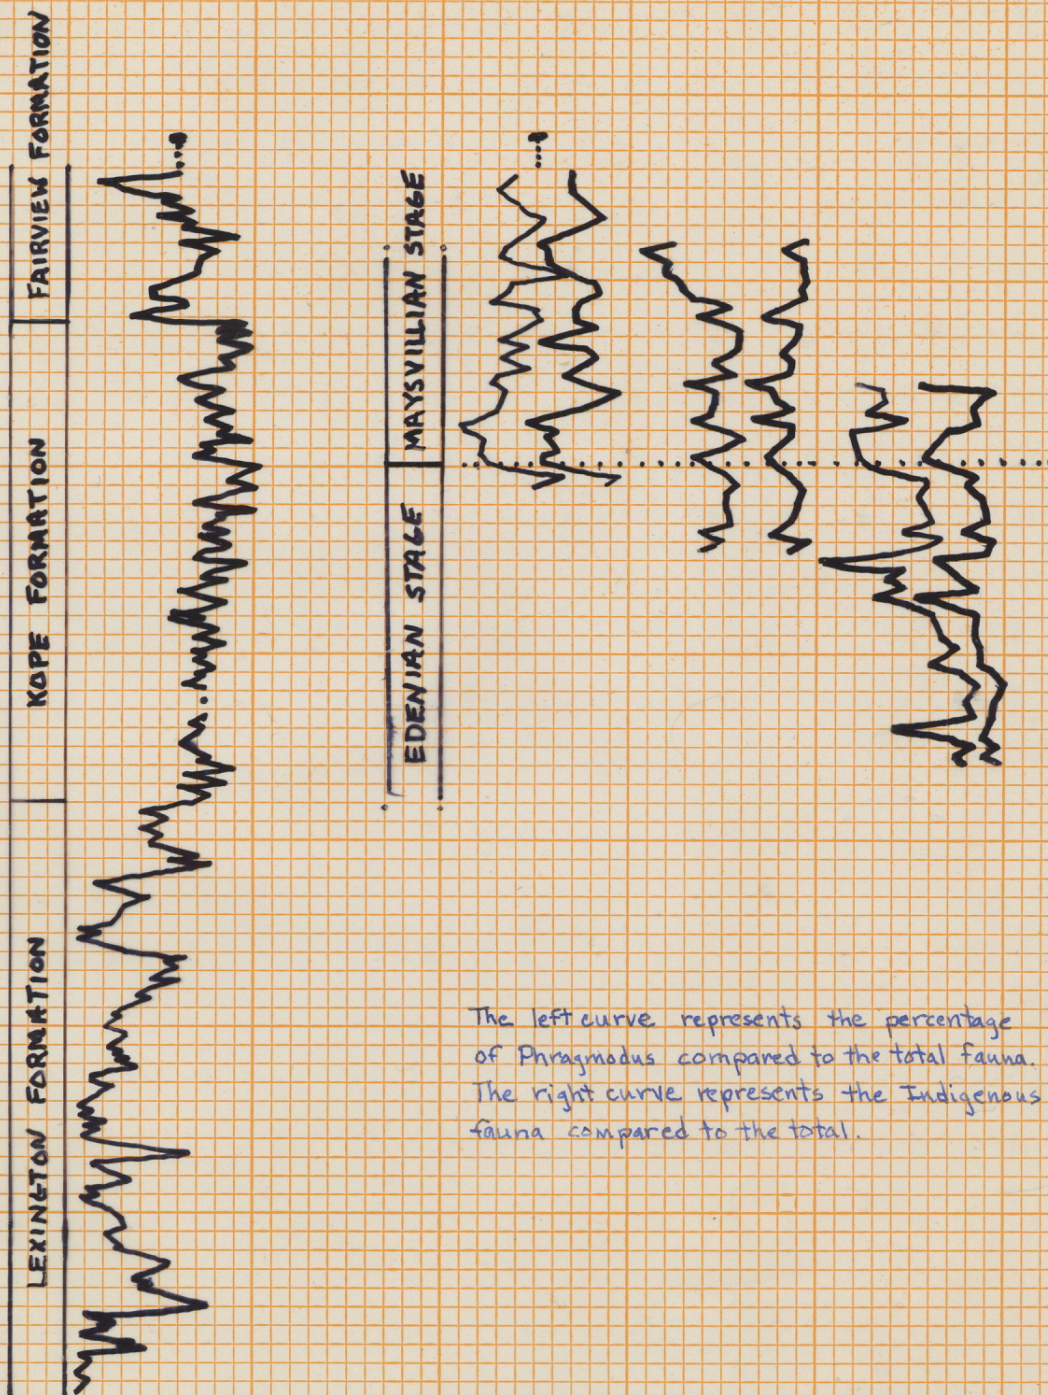 FAIRVIEW FORMATION
KOPE FORMATION
LEXINGTON FORMATION
MAYSVILLIAN STAGE
EDENIAN STAGE
The left curve represents the percentage
of Phragmodus compared to the total fauna.
The right curve represents the Indigenous
fauna compared to the total.